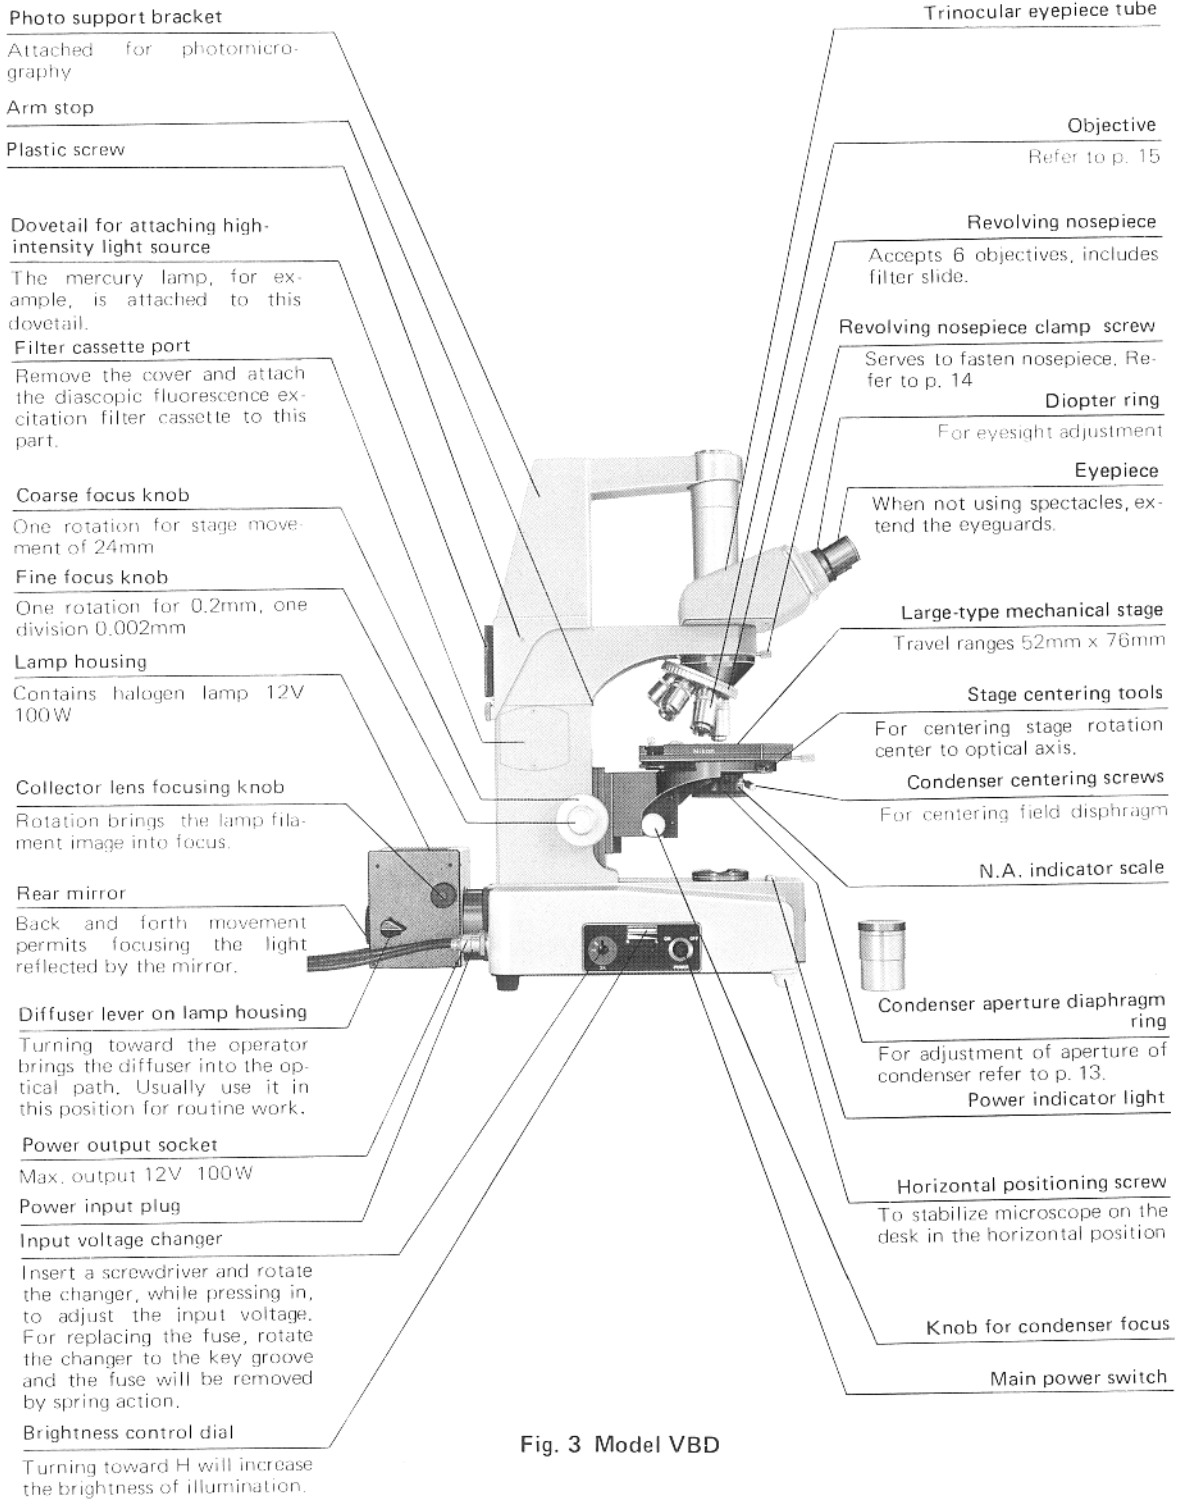 Photo support bracket
Attached for photomicro-
graphy
Arm stop
Plastic screw
Dovetail for attaching high-
intensity light source
The mercury lamp, for ex-
ample, is attached to this
dovetail.
Filter cassette port
Remove the cover and attach
the diascopic fluorescence ex-
citation filter cassette to this
part.
Coarse focus knob
One rotation for stage move-
ment of 24mm
Fine focus knob
One rotation for 0.2mm, one
division 0.002mm
Lamp housing
Contains halogen lamp 12V
100W
Collector lens focusing knob
Rotation brings the lamp fila-
ment image into focus.
Rear mirror
Back and forth movement
permits focusing the light
reflected by the mirror.
Diffuser lever on lamp housing
Turning toward the operator
brings the diffuser into the op-
tical path. Usually use it in
this position for routine work.
Power output socket
Max. output 12V 100W
Power input plug
Input voltage changer
Insert a screwdriver and rotate
the changer, while pressing in,
to adjust the input voltage.
For replacing the fuse, rotate
the changer to the key groove
and the fuse will be removed
by spring action.
Brightness control dial
Turning toward H will increase
the brightness of illumination.
Trinocular eyepiece tube
Objective
Refer to p. 15
Revolving nosepiece
Accepts 6 objectives, includes
filter slide.
Revolving nosepiece clamp screw
Serves to fasten nosepiece. Re-
fer to p. 14
Diopter ring
For eyesight adjustment
Eyepiece
When not using spectacles, ex-
tend the eyeguards.
Large-type mechanical stage
Travel ranges 52mm x 76mm
Stage centering tools
For centering stage rotation
center to optical axis.
Condenser centering screws
For centering field disphragm
N.A. indicator scale
Condenser aperture diaphragm
ring
For adjustment of aperture of
condenser refer to p. 13.
Power indicator light
Horizontal positioning screw
To stabilize microscope on the
desk in the horizontal position
Knob for condenser focus
Main power switch
Nikon
Fig. 3 Model VBD